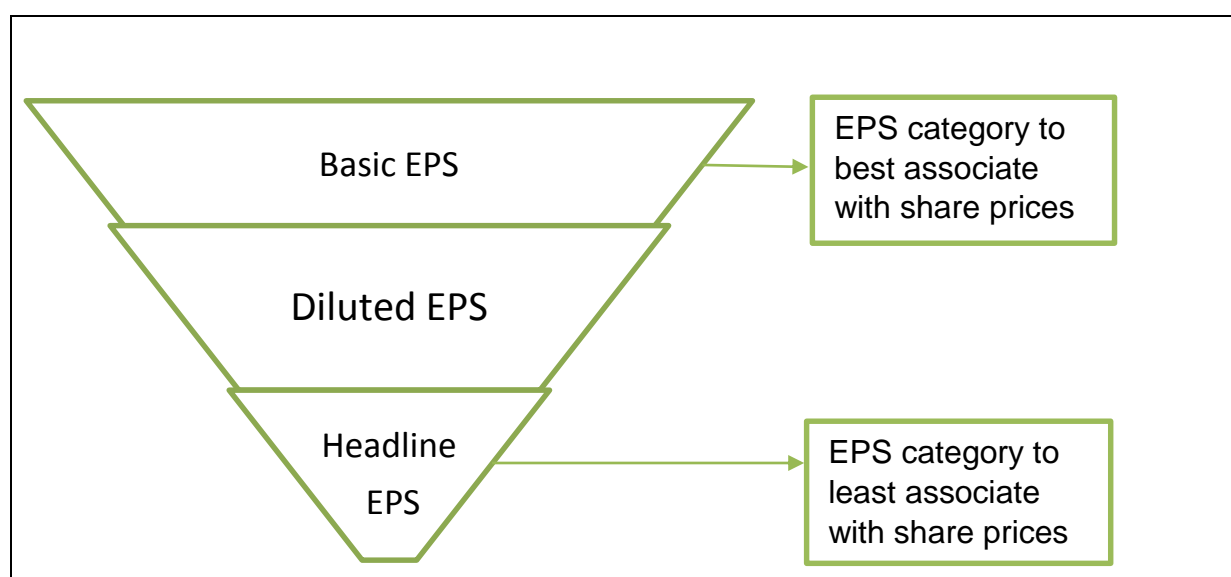 Basic EPS
EPS category to
best associate
with share prices
Diluted EPS
Headline
EPS
EPS category to
least associate
with share prices